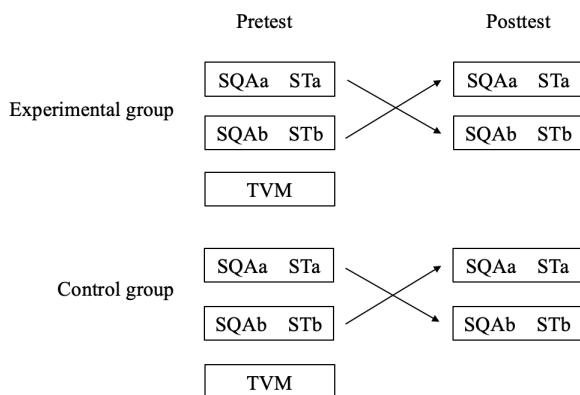 Pretest Posttest
SQAa STa SQAa STa
Experimental group
SQAb STb SQAb STb
TVM
SQAa STa SQAa STa
Control group
SQAb STb SQAb STb
TVM